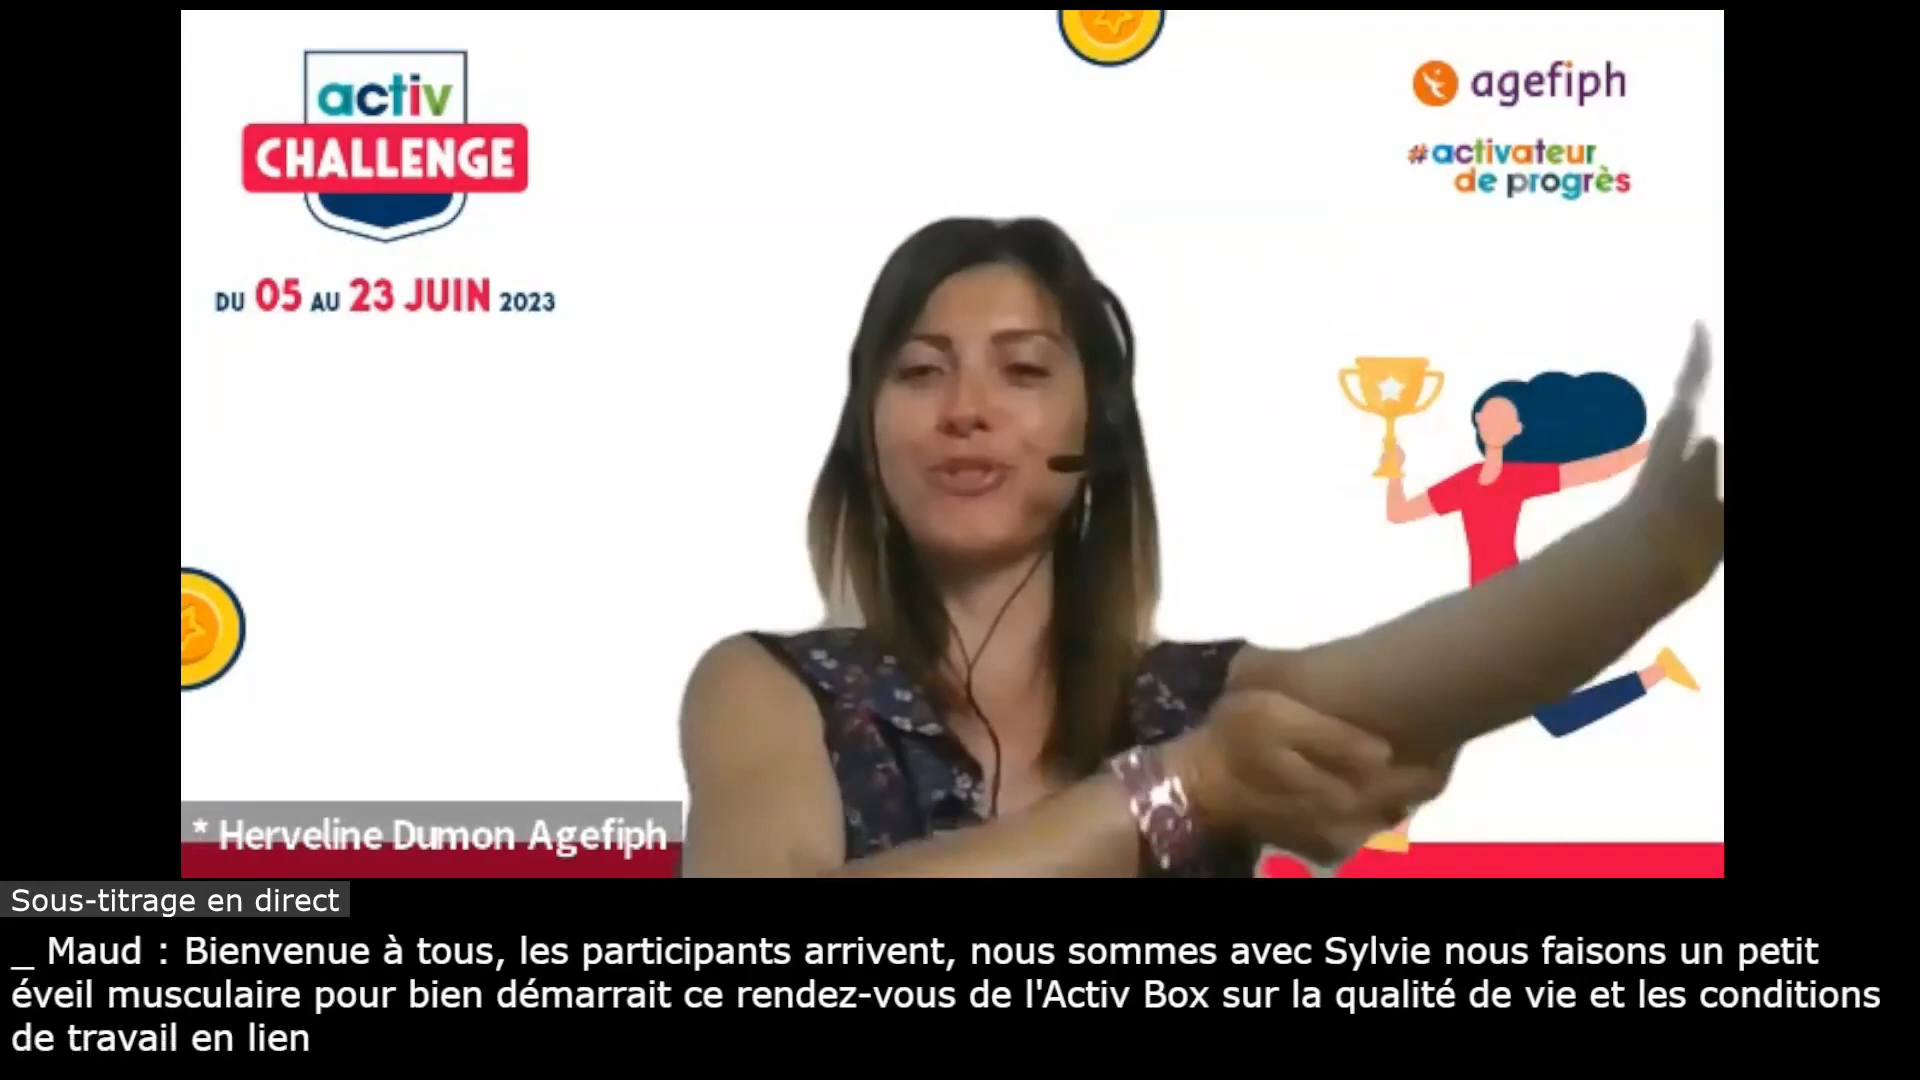 activ
CHALLENGE
DU 05 AU 23 JUIN 2023
agefiph
#activateur
de progrès
* Herveline Dumon Agefiph
Sous-titrage en direct
_ Maud : Bienvenue à tous, les participants arrivent, nous sommes avec Sylvie nous faisons un petit
éveil musculaire pour bien démarrait ce rendez-vous de l'Activ Box sur la qualité de vie et les conditions
de travail en lien